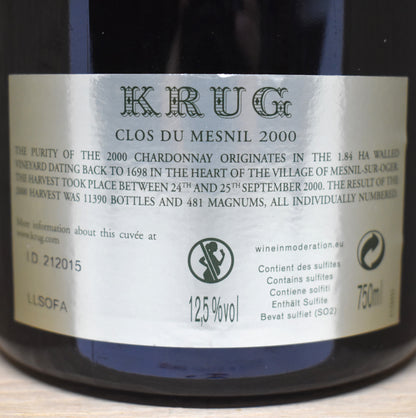 KRUG
CLOS DU MESNIL 2000
THE PURITY OF THE 2000 CHARDONNAY ORIGINATES IN THE 1.84 HA WALLED
VINEYARD DATING BACK TO 1698 IN THE HEART OF THE VILLAGE OF MESNIL-SUR-OGER.
THE HARVEST TOOK PLACE BETWEEN 24TH AND 25TH SEPTEMBER 2000. THE RESULT OF THE
2000 HARVEST WAS 11390 BOTTLES AND 481 MAGNUMS, ALL INDIVIDUALLY NUMBERED.
More information about this cuvée at
www.krug.com
ID 212015
LLSOFA
12,5%vol
wineinmoderation.eu
Contient des sulfites
Contains sulfites
Contiene solfiti
Enthält Sulfite
Bevat sulfiet (SO2)
750ml